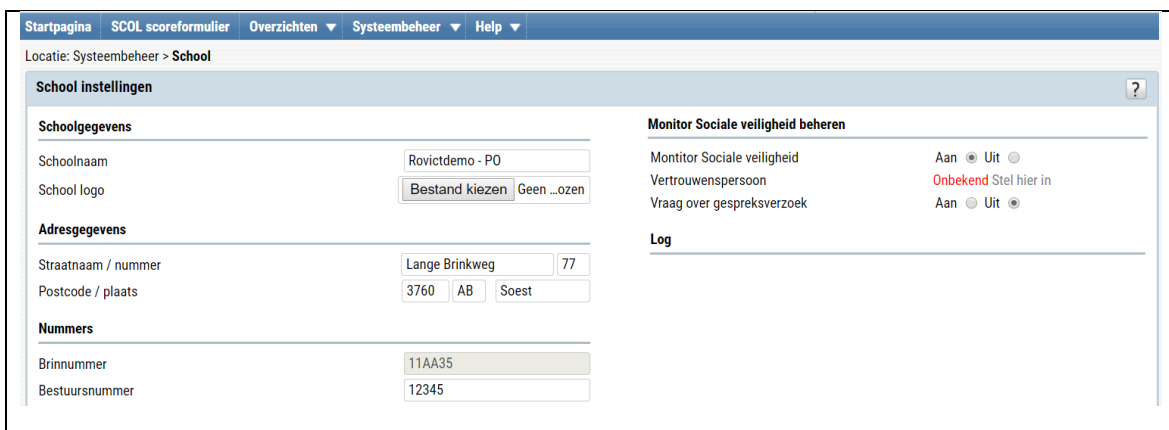 Startpagina SCOL scoreformulier Overzichten Systeembeheer Help
Locatie: Systeembeheer > School
School instellingen ?
Schoolgegevens
Schoolnaam Rovictdemo - PO
School logo Bestand kiezen Geen ...ozen
Adresgegevens
Straatnaam / nummer Lange Brinkweg 77
Postcode / plaats 3760 AB Soest
Nummers
Brinnummer 11AA35
Bestuursnummer 12345
Monitor Sociale veiligheid beheren
Montitor Sociale veiligheid Aan Uit
Vertrouwenspersoon Onbekend Stel hier in
Vraag over gespreksverzoek Aan Uit
Log